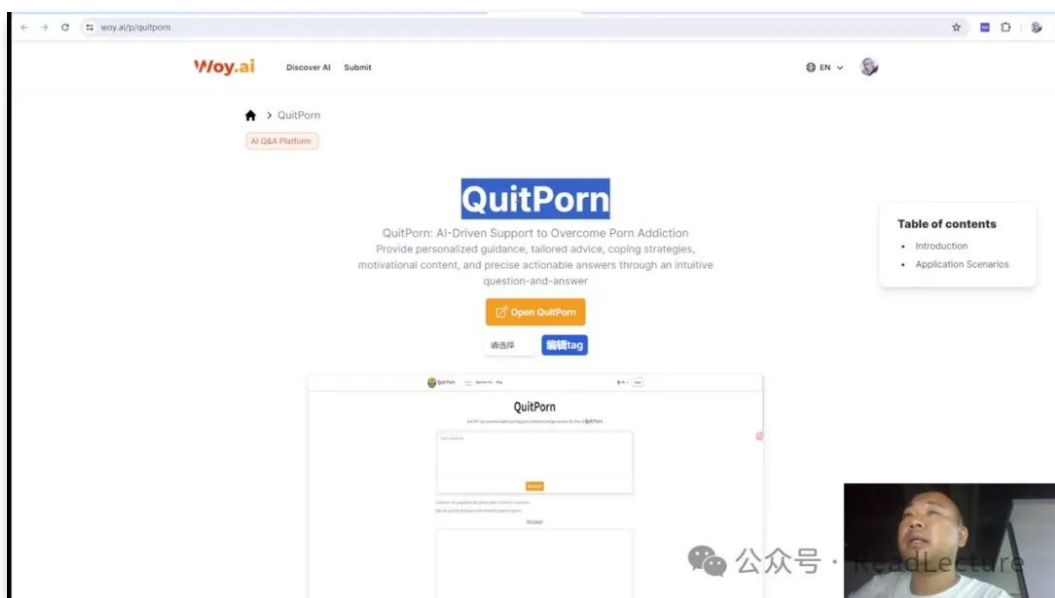 woy.ai/p/quitporn
Woy.ai
Discover AI
Submit
EN
QuitPorn
AI Q&A Platform
QuitPorn
QuitPorn: AI-Driven Support to Overcome Porn Addiction
Provide personalized guidance, tailored advice, coping strategies,
motivational content, and precise actionable answers through an intuitive
question-and-answer
Open QuitPorn
请选择
编辑tag
Table of contents
Introduction
Application Scenarios
Quit Porn
QuitPorn
Answer
公众号 · ReadLecture